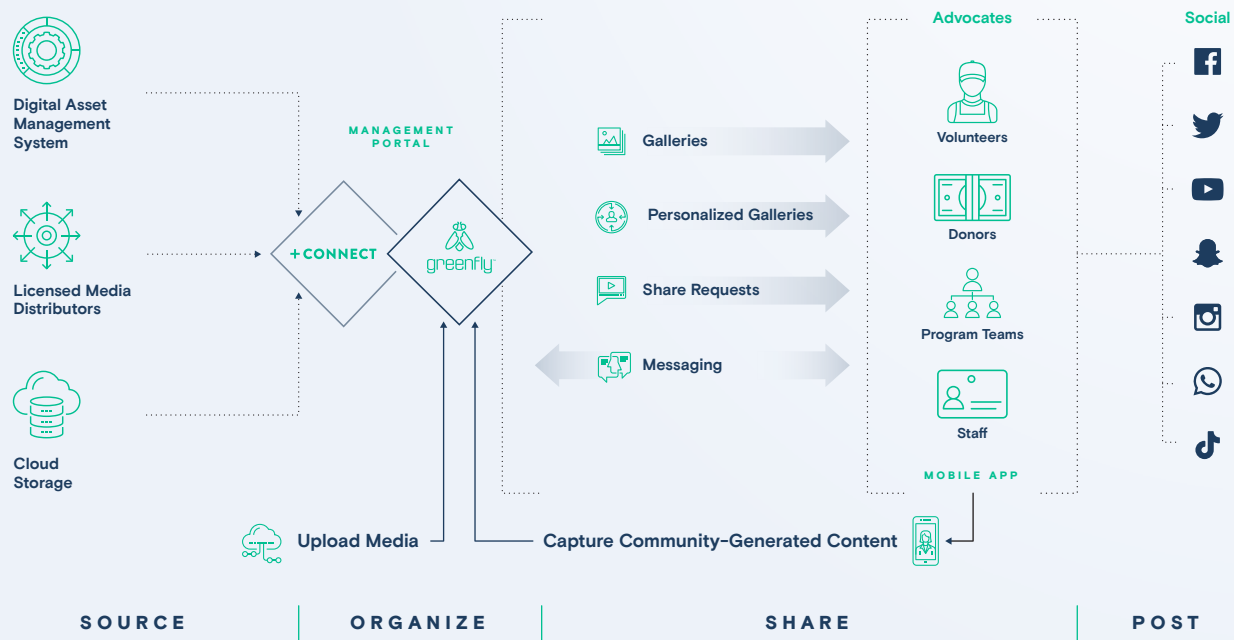 Digital Asset
Management
System
Licensed Media
Distributors
Cloud
Storage
MANAGEMENT
PORTAL
+CONNECT
greenfly™
Galleries
Personalized Galleries
Share Requests
Messaging
Advocates
Volunteers
Donors
Program Teams
Staff
MOBILE APP
Social
Upload Media
Capture Community-Generated Content
SOURCE
ORGANIZE
SHARE
POST